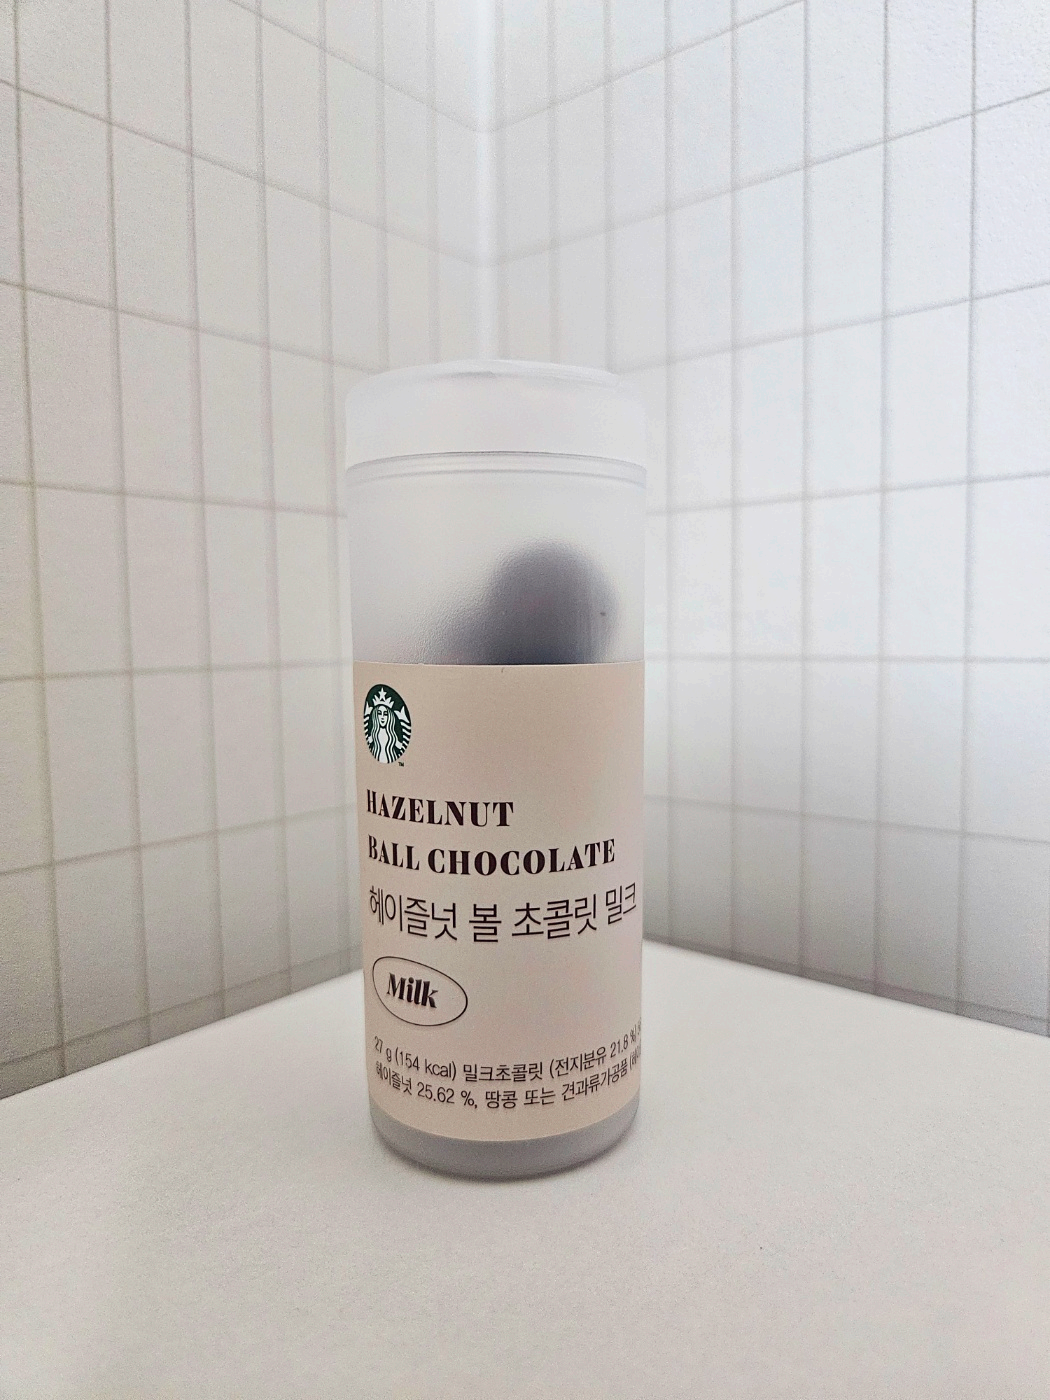 HAZELNUT
BALL CHOCOLATE
헤이즐넛 볼 초콜릿 밀크
Milk
27 g (154 kcal) 밀크초콜릿 (전지분유 21.8 %,
헤이즐넛 25.62 %, 땅콩 또는 견과류가공품
TM